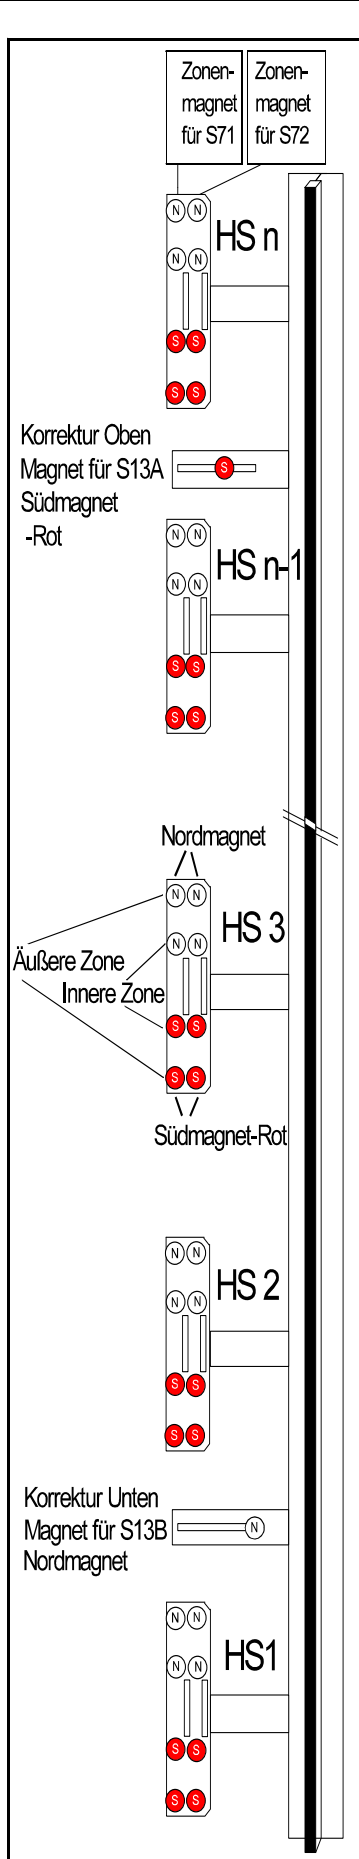 Zonen-
magnet
für S71
Zonen-
magnet
für S72
N N
HS n
N N
S S
S S
Korrektur Oben
Magnet für S13A
Südmagnet
-Rot
S
N N
HS n-1
N N
S S
S S
Nordmagnet
N N
HS 3
N N
Äußere Zone
Innere Zone
S S
S S
Südmagnet-Rot
N N
HS 2
N N
S S
S S
Korrektur Unten
Magnet für S13B
Nordmagnet
N
N N
HS1
N N
S S
S S